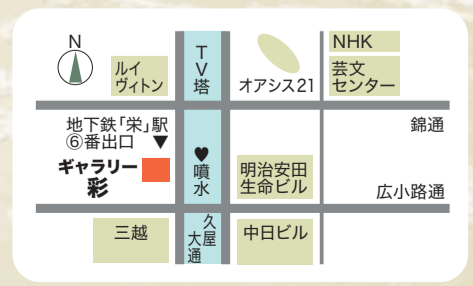 N
ルイ
ヴィトン
TV塔
オアシス21
NHK
芸文
センター
錦通
地下鉄「栄」駅
⑥番出口 ▼
ギャラリー
彩
♥
噴水
明治安田
生命ビル
広小路通
三越
久屋
大通
中日ビル